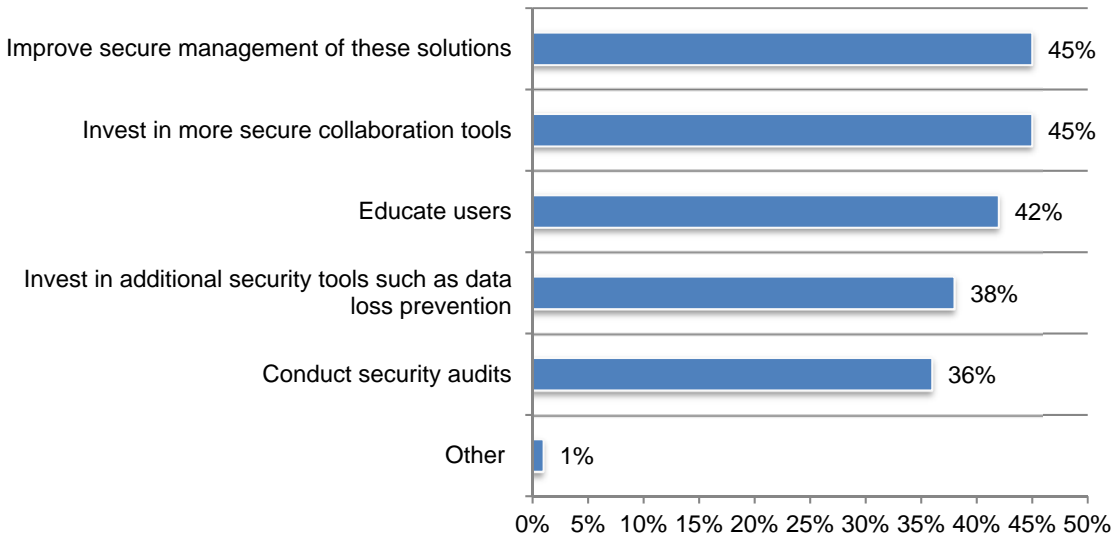 Improve secure management of these solutions
45%
Invest in more secure collaboration tools
45%
Educate users
42%
Invest in additional security tools such as data
loss prevention
38%
Conduct security audits
36%
Other
1%
0% 5% 10% 15% 20% 25% 30% 35% 40% 45% 50%